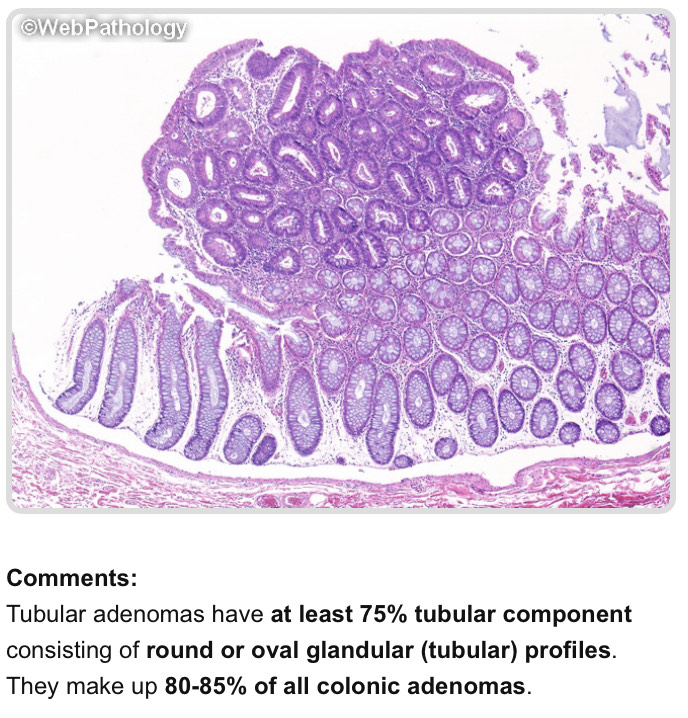 ©WebPathology
Comments:
Tubular adenomas have at least 75% tubular component
consisting of round or oval glandular (tubular) profiles.
They make up 80-85% of all colonic adenomas.